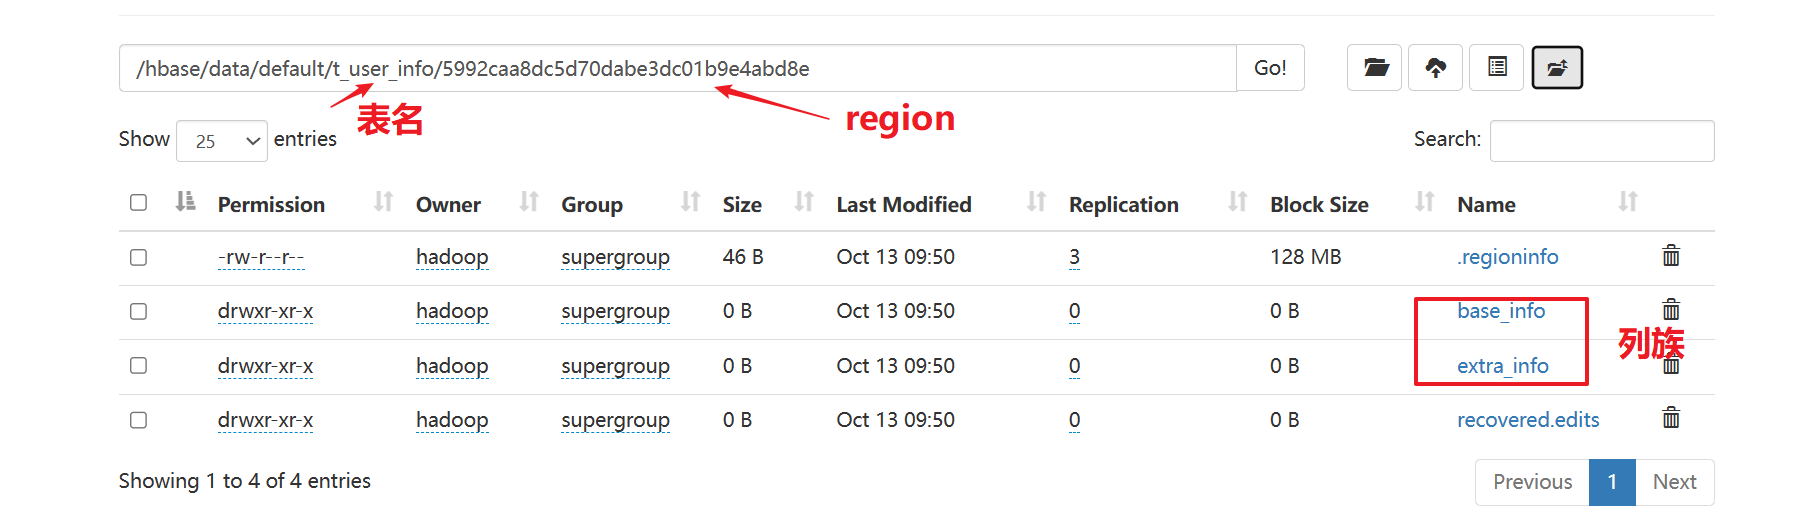 /hbase/data/default/t_user_info/5992caa8dc5d70dabe3dc01b9e4abd8e Go!
表名 region
Show 25 entries Search:
Permission Owner Group Size Last Modified Replication Block Size Name
-rw-r--r-- hadoop supergroup 46 B Oct 13 09:50 3 128 MB .regioninfo
drwxr-xr-x hadoop supergroup 0 B Oct 13 09:50 0 0 B base_info
列族
drwxr-xr-x hadoop supergroup 0 B Oct 13 09:50 0 0 B extra_info
drwxr-xr-x hadoop supergroup 0 B Oct 13 09:50 0 0 B recovered.edits
Showing 1 to 4 of 4 entries Previous 1 Next